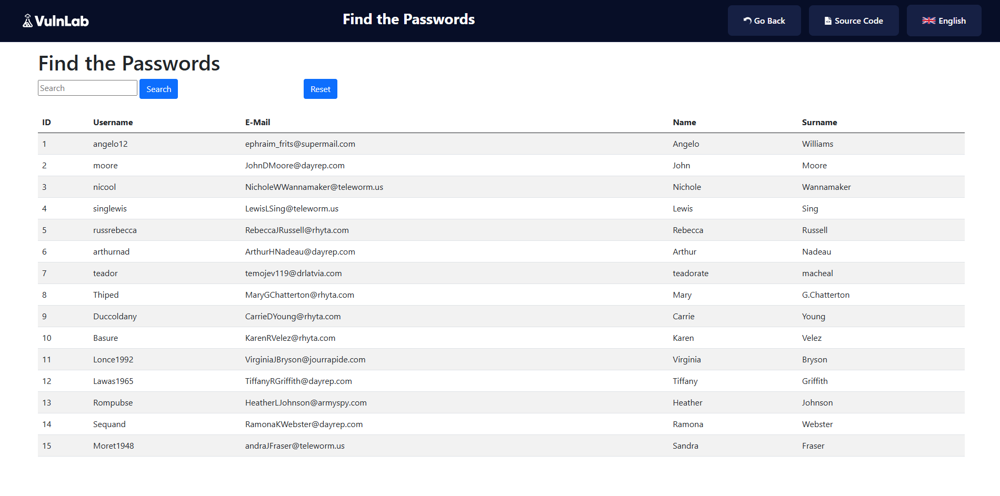 VulnLab Find the Passwords Go Back Source Code English
Find the Passwords
Search Search Reset
ID Username E-Mail Name Surname
1 angelo12 ephraim_frits@supermail.com Angelo Williams
2 moore JohnDMoore@dayrep.com John Moore
3 nicool NicholeWWannamaker@teleworm.us Nichole Wannamaker
4 singlewis LewisLSing@teleworm.us Lewis Sing
5 russrebecca RebeccaJRussell@rhyta.com Rebecca Russell
6 arthurnad ArthurHNadeau@dayrep.com Arthur Nadeau
7 teador temojev119@drlatvia.com teadorate macheal
8 Thiped MaryGChatterton@rhyta.com Mary G.Chatterton
9 Duccoldany CarrieDYoung@rhyta.com Carrie Young
10 Basure KarenRVelez@rhyta.com Karen Velez
11 Lonce1992 VirginiaJBryson@jourrapide.com Virginia Bryson
12 Lawas1965 TiffanyRGriffith@dayrep.com Tiffany Griffith
13 Rompubse HeatherLJohnson@armyspy.com Heather Johnson
14 Sequand RamonaKWebster@dayrep.com Ramona Webster
15 Moret1948 andraJFraser@teleworm.us Sandra Fraser